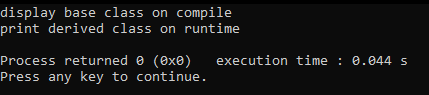 display base class on compile
print derived class on runtime
Process returned 0 (0x0)   execution time : 0.044 s
Press any key to continue.